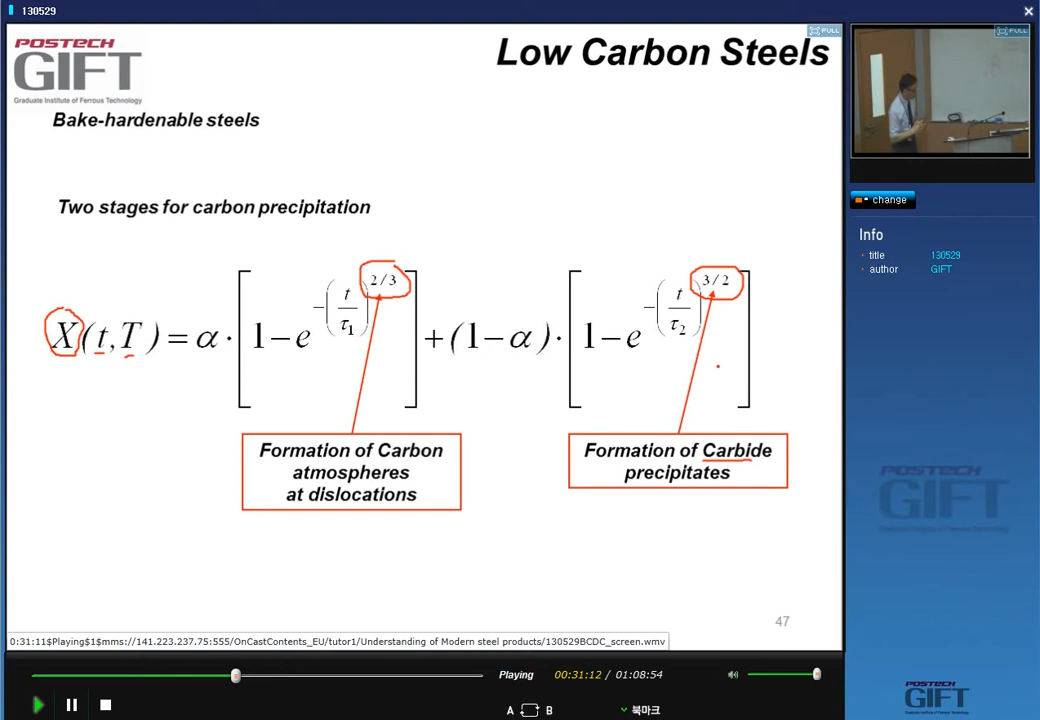 130529
POSTECH
GIFT
Graduate Institute of Ferrous Technology
Low Carbon Steels
FULL
FULL
Bake-hardenable steels
Two stages for carbon precipitation
X(t,T) = α · [1 − e^{−(t/τ₁)^{2/3}}] + (1 − α) · [1 − e^{−(t/τ₂)^{3/2}}]
Formation of Carbon
atmospheres
at dislocations
Formation of Carbide
precipitates
47
change
Info
title 130529
author GIFT
POSTECH
GIFT
0:31:11$Playing$1$mms://141.223.237.75:555/OnCastContents_EU/tutor1/Understanding of Modern steel products/130529BCDC_screen.wmv
Playing 00:31:12 / 01:08:54
A B 북마크
POSTECH
GIFT